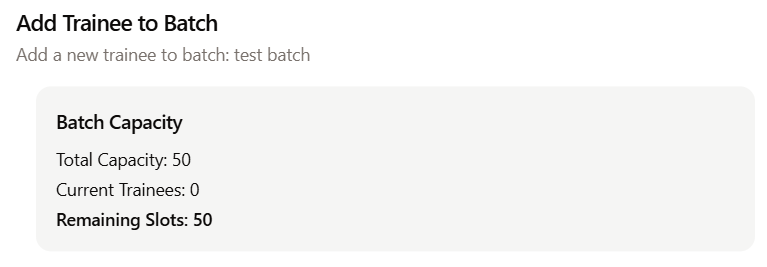 Add Trainee to Batch
Add a new trainee to batch: test batch
Batch Capacity
Total Capacity: 50
Current Trainees: 0
Remaining Slots: 50